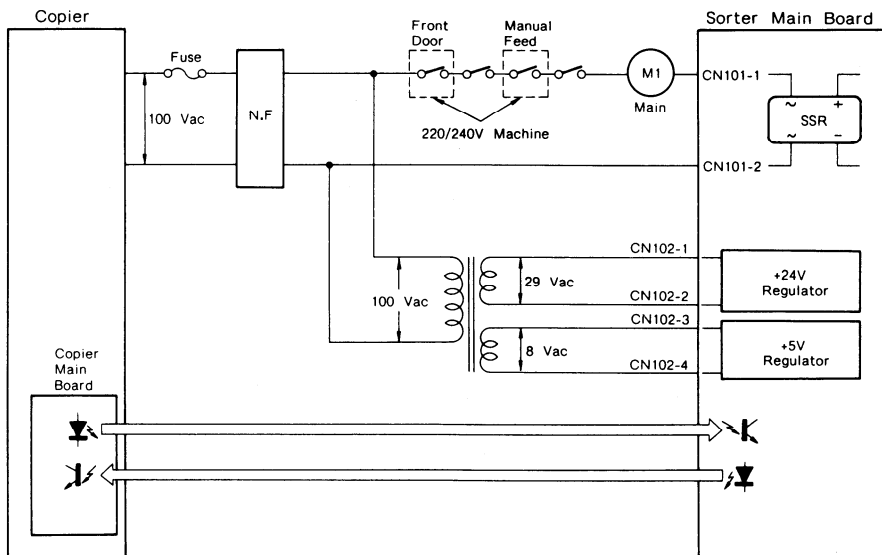 Copier
Sorter Main Board
Front
Door
Manual
Feed
Fuse
N.F
M1
Main
CN101-1
~
+
SSR
~
−
100 Vac
220/240V Machine
CN101-2
CN102-1
29 Vac
+24V
Regulator
100 Vac
CN102-2
CN102-3
8 Vac
+5V
Regulator
CN102-4
Copier
Main
Board